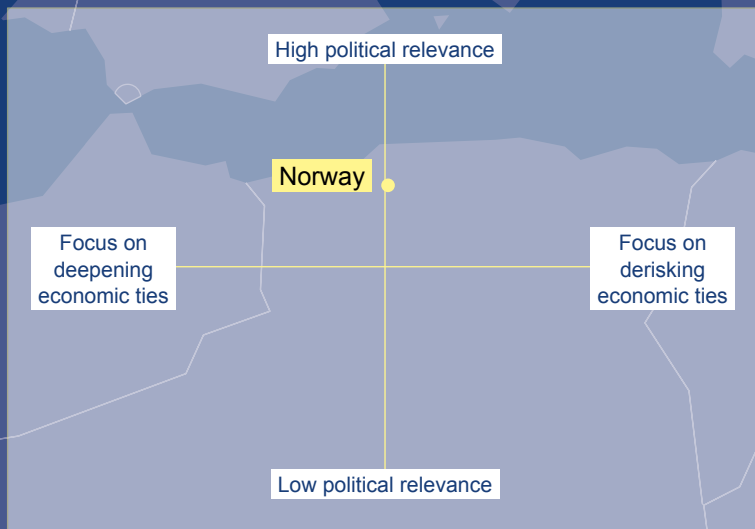 High political relevance
Norway
Focus on
deepening
economic ties
Focus on
derisking
economic ties
Low political relevance